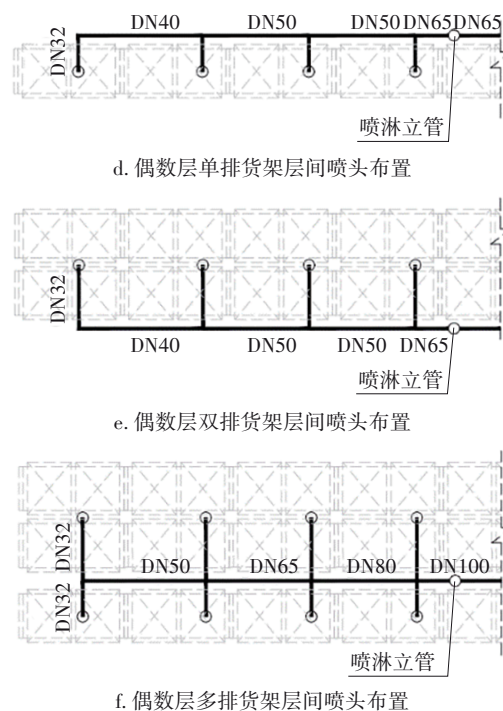 DN40 DN50 DN50 DN65 DN65
DN32
喷淋立管
d. 偶数层单排货架层间喷头布置
DN32
DN40 DN50 DN50 DN65
喷淋立管
e. 偶数层双排货架层间喷头布置
DN32
DN50 DN65 DN80 DN100
DN32
喷淋立管
f. 偶数层多排货架层间喷头布置